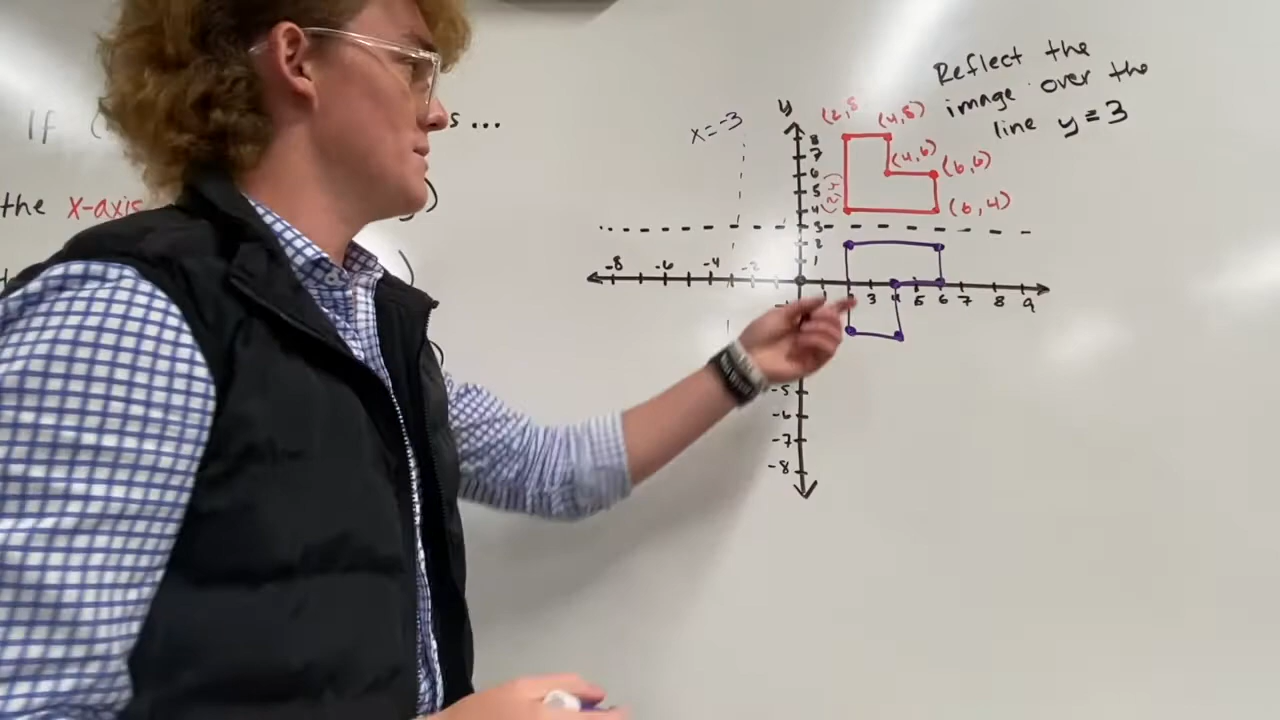 If (
s ...
the x-axis
)
)
x = -3
y
(2,8
(4,8)
(4,6)
(6,6)
(2,4)
(6,4)
Reflect the
image over the
line y = 3
8
7
6
5
4
3
2
1
-8 -6 -4 -2
3 4 5 6 7 8 9
-5
-6
-7
-8